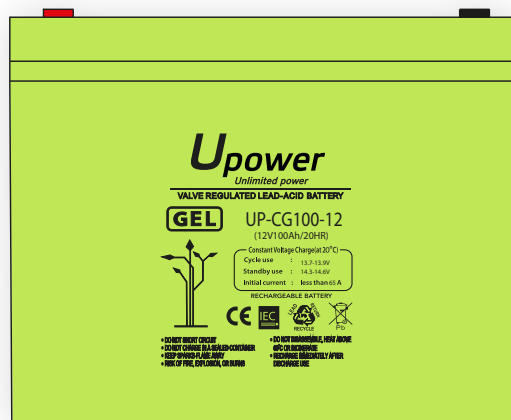 Upower
Unlimited power
VALVE REGULATED LEAD-ACID BATTERY
GEL
UP-CG100-12
(12V100Ah/20HR)
Constant Voltage Charge(at 20°C)
Cycle use : 13.7-13.9V
Standby use : 14.3-14.6V
Initial current : less than 65 A
RECHARGEABLE BATTERY
CE
IEC
LEAD RETURN
RECYCLE
Pb
• DO NOT SHORT CIRCUIT
• DO NOT CHARGE IN A SEALED CONTAINER
• KEEP SPARKS FLAME AWAY
• RISK OF FIRE, EXPLOSION, OR BURNS
• DO NOT DISASSEMBLE, HEAT ABOVE
60°C OR INCINERATE
• RECHARGE IMMEDIATELY AFTER
DISCHARGE USE